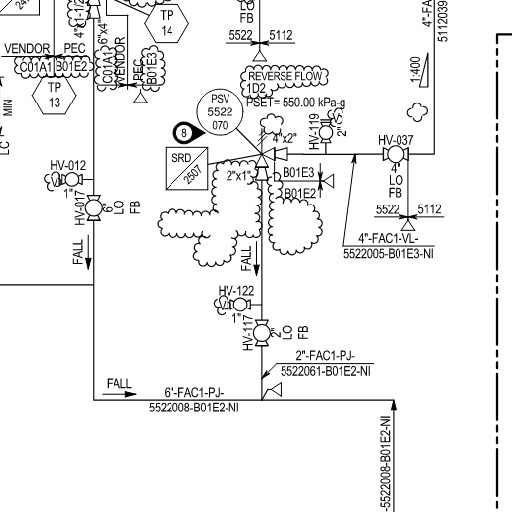 TP
14
LO
FB
5522 5112
4"x1-1/2"
6"x4"
VENDOR PEC
C01A1 B01E2
C01A1 B01E3
VENDOR PEC
TP
13
MIN
LC
REVERSE FLOW
1D2
PSET= 550.00 kPa-g
PSV
5522
070
8
SRD
2507
4"x2"
2"x1"
HV-119
2"
HV-037
4"
LO
FB
5522 5112
1:400
4"-FA
5112039
B01E3
B01E2
4"-FAC1-VL-
5522005-B01E3-NI
HV-012
1"
HV-017
6"
LO
FB
FALL
FALL
HV-122
1"
HV-117
2"
LO
FB
2"-FAC1-PJ-
5522061-B01E2-NI
FALL
6"-FAC1-PJ-
5522008-B01E2-NI
-5522008-B01E2-NI